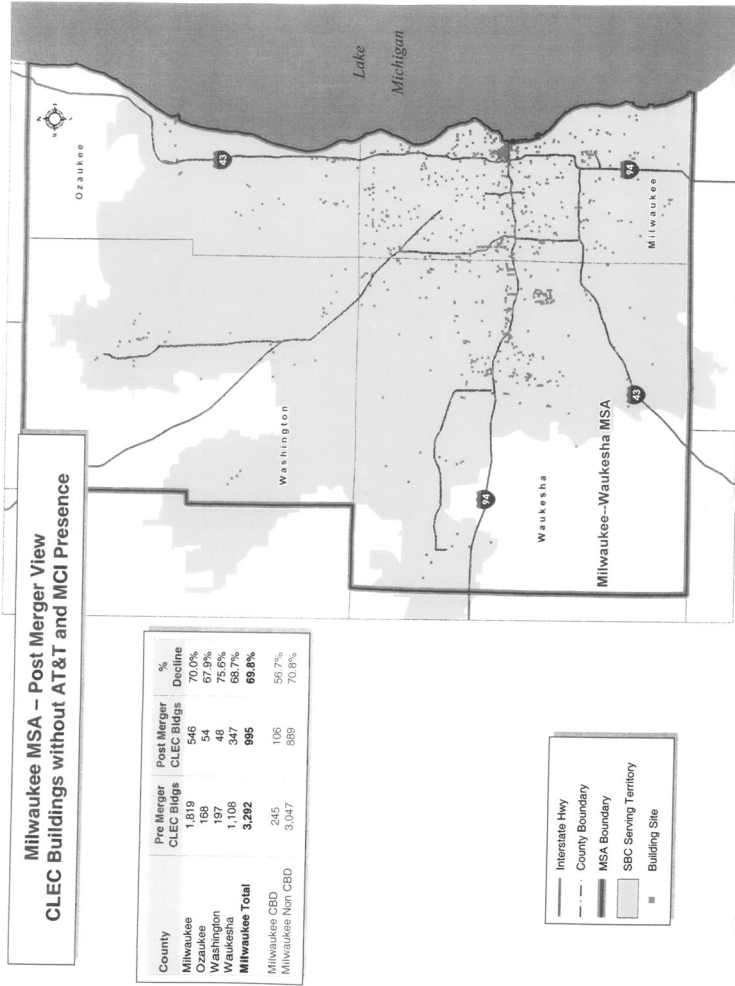 Milwaukee MSA – Post Merger View
CLEC Buildings without AT&T and MCI Presence
County Pre Merger CLEC Bldgs Post Merger CLEC Bldgs % Decline
Milwaukee 1,819 546 70.0%
Ozaukee 168 54 67.9%
Washington 197 48 75.6%
Waukesha 1,108 347 68.7%
Milwaukee Total 3,292 995 69.8%
Milwaukee CBD 245 106 56.7%
Milwaukee Non CBD 3,047 889 70.8%
Interstate Hwy
County Boundary
MSA Boundary
SBC Serving Territory
Building Site
Ozaukee
N
43
Lake
Michigan
Washington
94
Waukesha
Milwaukee--Waukesha MSA
43
Milwaukee
94